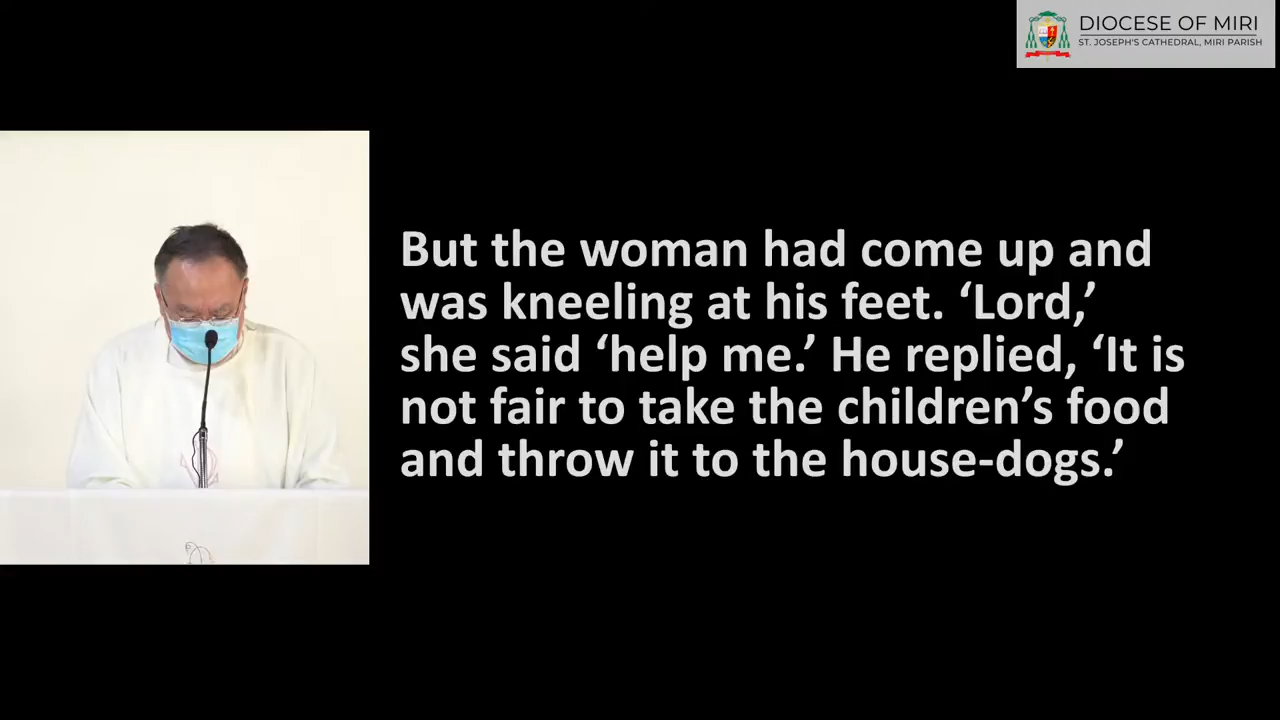 DIOCESE OF MIRI
ST. JOSEPH'S CATHEDRAL, MIRI PARISH
But the woman had come up and
was kneeling at his feet. ‘Lord,’
she said ‘help me.’ He replied, ‘It is
not fair to take the children’s food
and throw it to the house-dogs.’